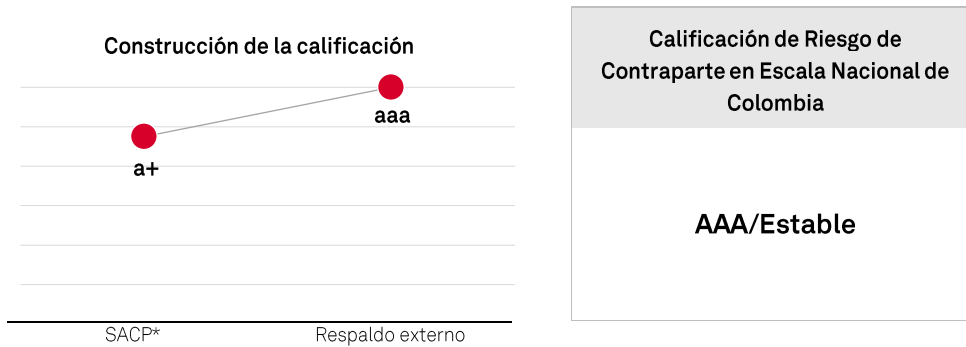 Construcción de la calificación
aaa
a+
SACP*
Respaldo externo
Calificación de Riesgo de
Contraparte en Escala Nacional de
Colombia
AAA/Estable